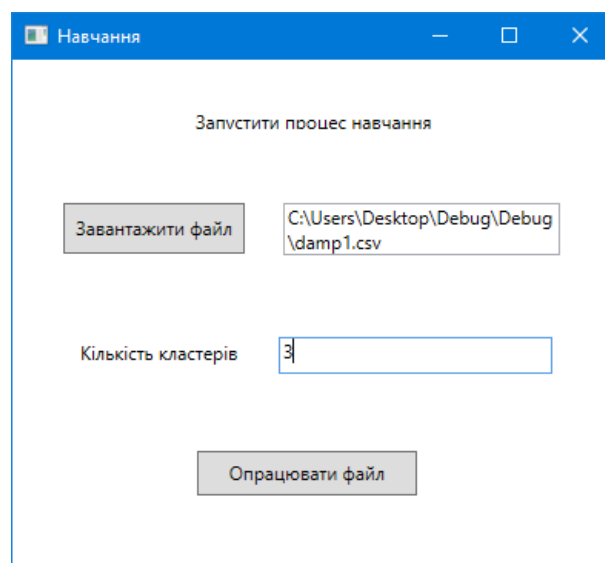 Навчання
Запустити процес навчання
Завантажити файл
C:\Users\Desktop\Debug\Debug
\damp1.csv
Кількість кластерів
3
Опрацювати файл